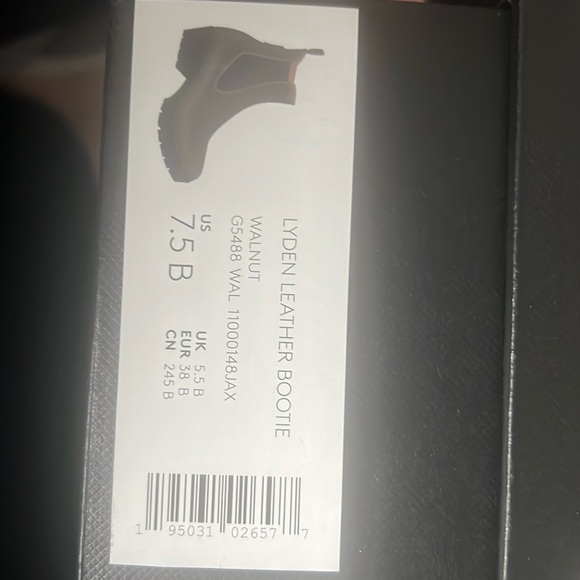 LYDEN LEATHER BOOTIE
WALNUT
G5488 WAL 11000148JAX
US
7.5 B
UK 5.5 B
EUR 38 B
CN 245 B
1 95031 02657 7